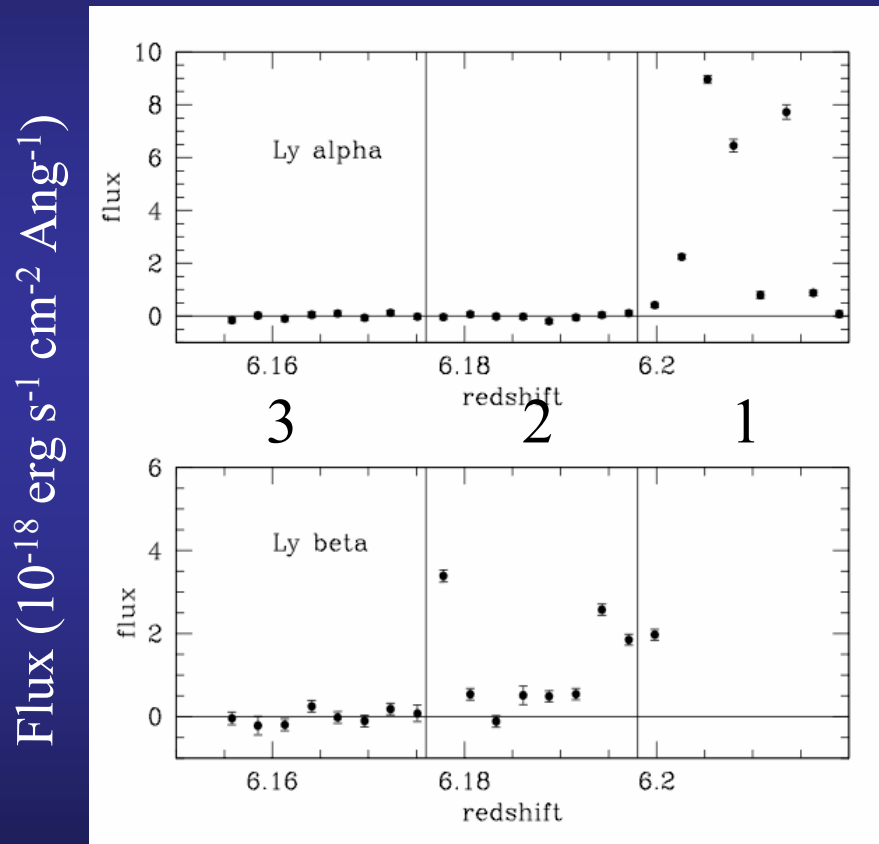 Flux (10-18 erg s-1 cm-2 Ang-1)
10
8
6
4
2
0
flux
Ly alpha
6.16 6.18 6.2
redshift
3 2 1
6
4
2
0
flux
Ly beta
6.16 6.18 6.2
redshift